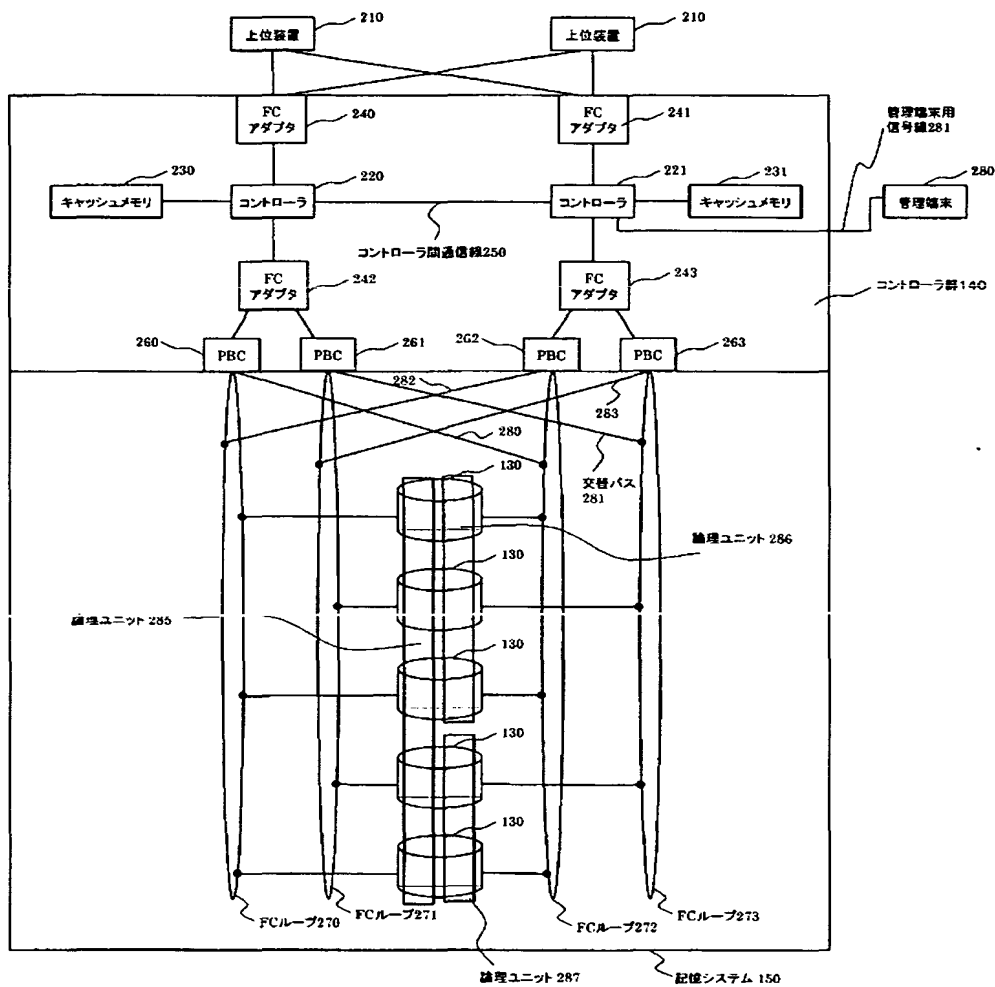 210
上位装置
210
上位装置
FC
アダプタ
240
FC
アダプタ
241
管理端末用
信号線281
230
キャッシュメモリ
220
コントローラ
221
コントローラ
231
キャッシュメモリ
280
管理端末
コントローラ間通信線250
FC
アダプタ
242
FC
アダプタ
243
コントローラ群140
260
PBC
PBC
261
262
PBC
PBC
263
282
283
280
交替パス
281
130
論理ユニット 286
130
論理ユニット 285
130
130
130
FCループ270
FCループ271
FCループ272
FCループ273
論理ユニット 287
記憶システム 150